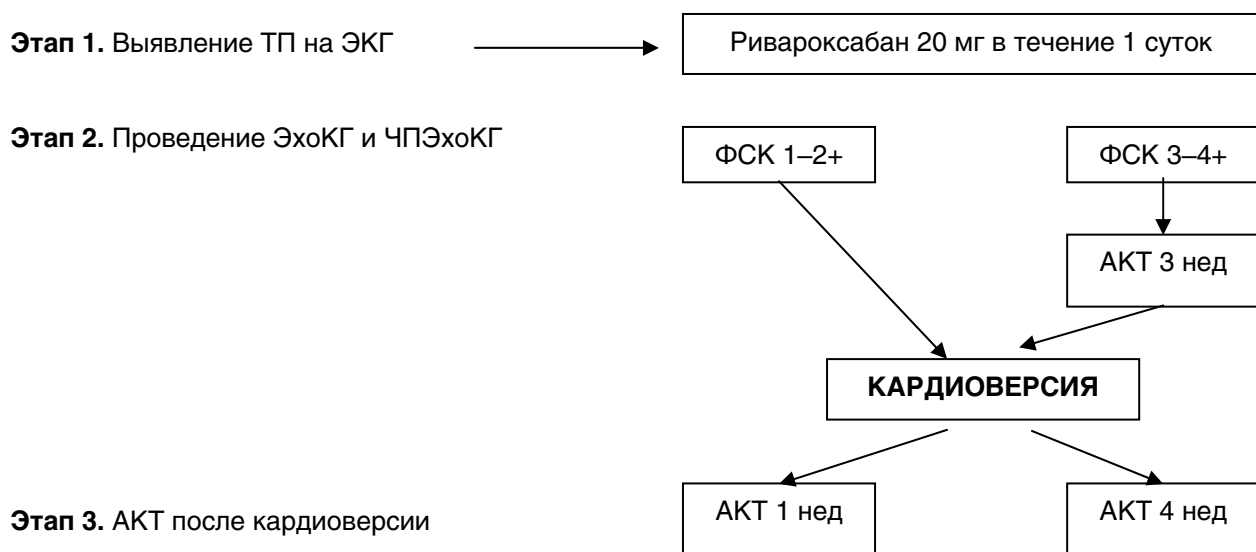 Этап 1. Выявление ТП на ЭКГ
Ривароксабан 20 мг в течение 1 суток
Этап 2. Проведение ЭхоКГ и ЧПЭхоКГ
ФСК 1–2+
ФСК 3–4+
АКТ 3 нед
КАРДИОВЕРСИЯ
Этап 3. АКТ после кардиоверсии
АКТ 1 нед
АКТ 4 нед